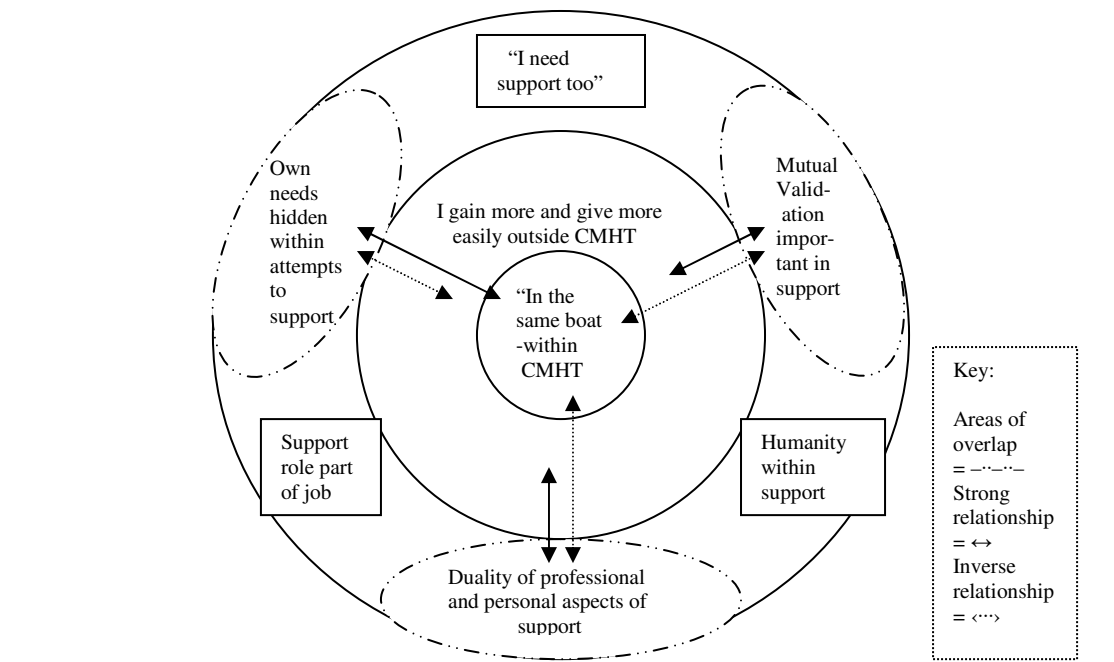 “I need
support too”
Own
needs
hidden
within
attempts
to
support
Mutual
Valid-
ation
impor-
tant in
support
I gain more and give more
easily outside CMHT
“In the
same boat
-within
CMHT
Support
role part
of job
Humanity
within
support
Duality of professional
and personal aspects of
support
Key:
Areas of
overlap
= –··–··–
Strong
relationship
= ↔
Inverse
relationship
= ‹···›